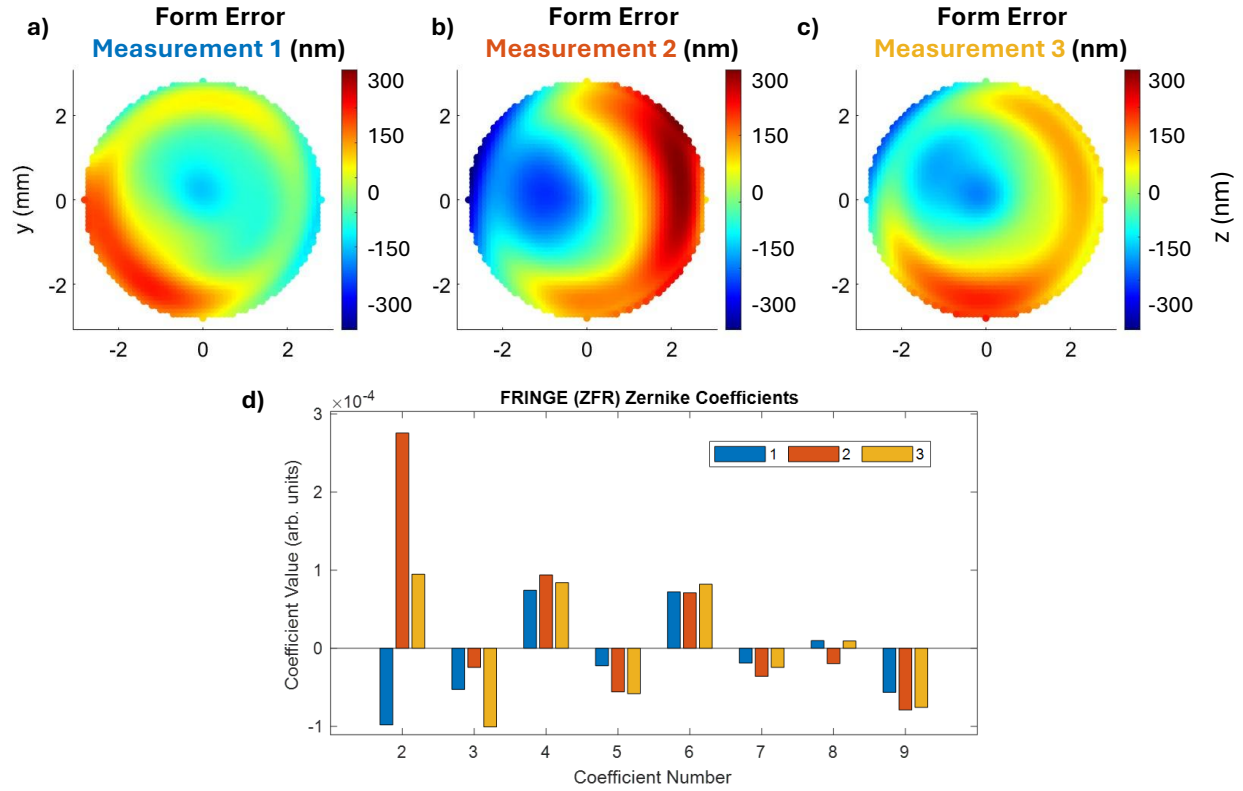 a)
Form Error
Measurement 1 (nm)
b)
Form Error
Measurement 2 (nm)
c)
Form Error
Measurement 3 (nm)
y (mm)
2
0
-2
-2 0 2
300
150
0
-150
-300
2
0
-2
-2 0 2
300
150
0
-150
-300
2
0
-2
-2 0 2
300
150
0
-150
-300
z (nm)
d)
×10⁻⁴
FRINGE (ZFR) Zernike Coefficients
Coefficient Value (arb. units)
3
2
1
0
-1
1 2 3
2 3 4 5 6 7 8 9
Coefficient Number